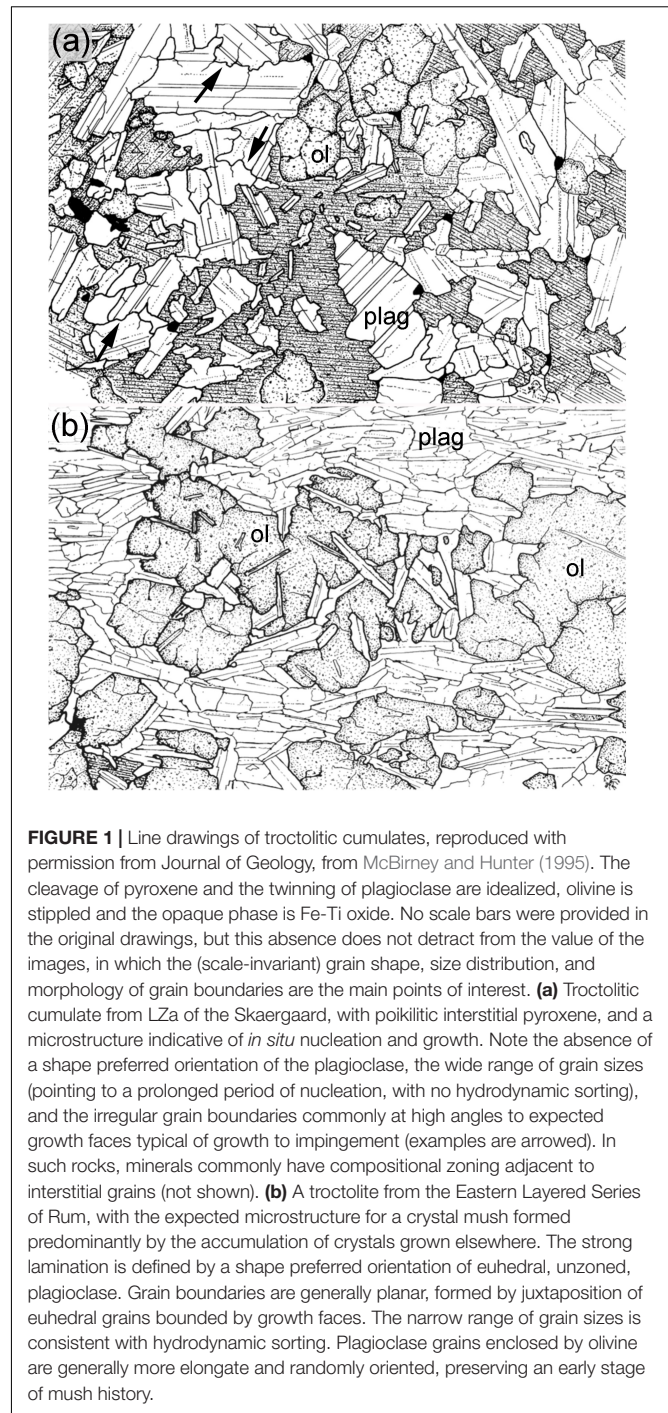 (a)
ol
plag
(b)
plag
ol
ol
FIGURE 1 | Line drawings of troctolitic cumulates, reproduced with
permission from Journal of Geology, from McBirney and Hunter (1995). The
cleavage of pyroxene and the twinning of plagioclase are idealized, olivine is
stippled and the opaque phase is Fe-Ti oxide. No scale bars were provided in
the original drawings, but this absence does not detract from the value of the
images, in which the (scale-invariant) grain shape, size distribution, and
morphology of grain boundaries are the main points of interest. (a) Troctolitic
cumulate from LZa of the Skaergaard, with poikilitic interstitial pyroxene, and a
microstructure indicative of in situ nucleation and growth. Note the absence of
a shape preferred orientation of the plagioclase, the wide range of grain sizes
(pointing to a prolonged period of nucleation, with no hydrodynamic sorting),
and the irregular grain boundaries commonly at high angles to expected
growth faces typical of growth to impingement (examples are arrowed). In
such rocks, minerals commonly have compositional zoning adjacent to
interstitial grains (not shown). (b) A troctolite from the Eastern Layered Series
of Rum, with the expected microstructure for a crystal mush formed
predominantly by the accumulation of crystals grown elsewhere. The strong
lamination is defined by a shape preferred orientation of euhedral, unzoned,
plagioclase. Grain boundaries are generally planar, formed by juxtaposition of
euhedral grains bounded by growth faces. The narrow range of grain sizes is
consistent with hydrodynamic sorting. Plagioclase grains enclosed by olivine
are generally more elongate and randomly oriented, preserving an early stage
of mush history.